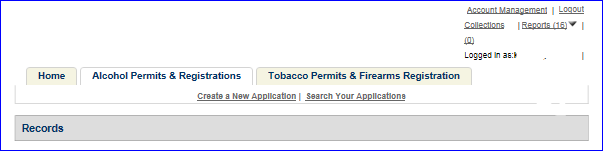 Account Management | Logout
Collections | Reports (16) |
(0)
Logged in as: |
Home Alcohol Permits & Registrations Tobacco Permits & Firearms Registration
Create a New Application | Search Your Applications
Records